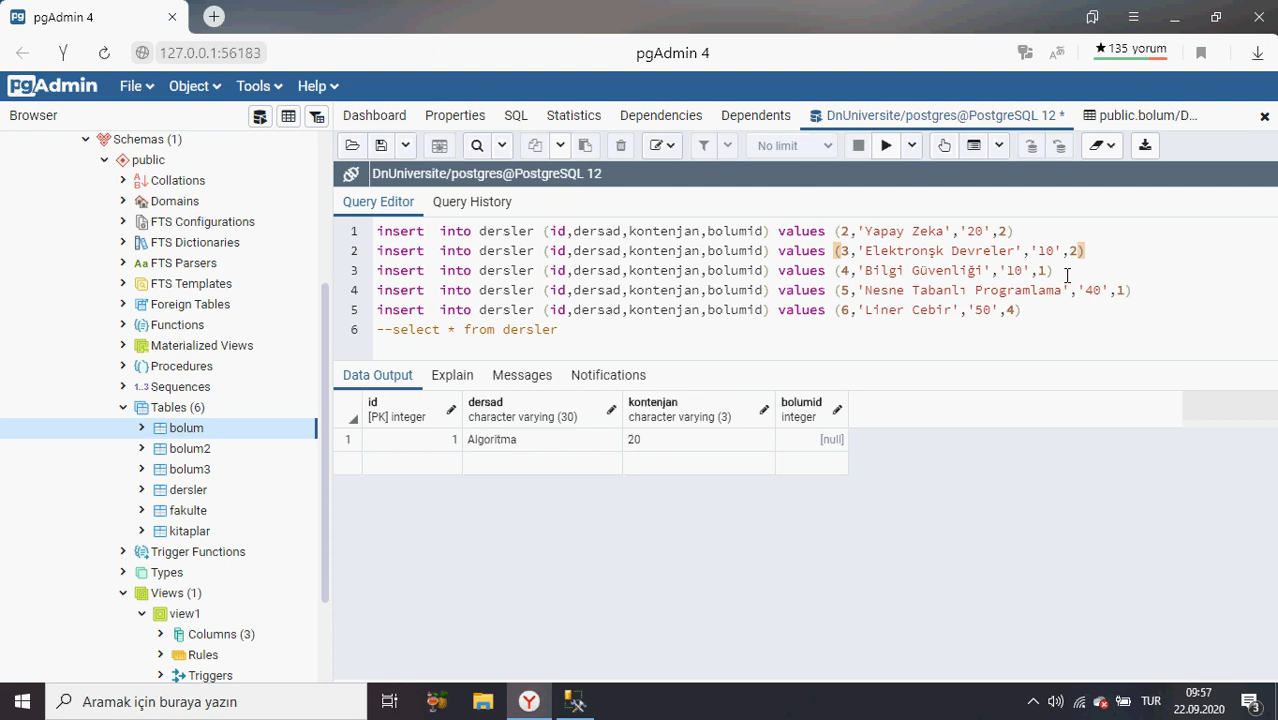 pgAdmin 4
127.0.0.1:56183
pgAdmin 4
★135 yorum
pgAdmin File Object Tools Help
Browser
Dashboard Properties SQL Statistics Dependencies Dependents DnUniversite/postgres@PostgreSQL 12 * public.bolum/D...
No limit
DnUniversite/postgres@PostgreSQL 12
Query Editor Query History
Schemas (1)
public
Collations
Domains
FTS Configurations
FTS Dictionaries
FTS Parsers
FTS Templates
Foreign Tables
Functions
Materialized Views
Procedures
1..3 Sequences
Tables (6)
bolum
bolum2
bolum3
dersler
fakulte
kitaplar
Trigger Functions
Types
Views (1)
view1
Columns (3)
Rules
Triggers
1 insert into dersler (id,dersad,kontenjan,bolumid) values (2,'Yapay Zeka','20',2)
2 insert into dersler (id,dersad,kontenjan,bolumid) values (3,'Elektronşk Devreler','10',2)
3 insert into dersler (id,dersad,kontenjan,bolumid) values (4,'Bilgi Güvenliği','10',1)
4 insert into dersler (id,dersad,kontenjan,bolumid) values (5,'Nesne Tabanlı Programlama','40',1)
5 insert into dersler (id,dersad,kontenjan,bolumid) values (6,'Liner Cebir','50',4)
6 --select * from dersler
Data Output Explain Messages Notifications
id dersad kontenjan bolumid
[PK] integer character varying (30) character varying (3) integer
1 1 Algoritma 20 [null]
Aramak için buraya yazın
TUR
09:57
22.09.2020
3